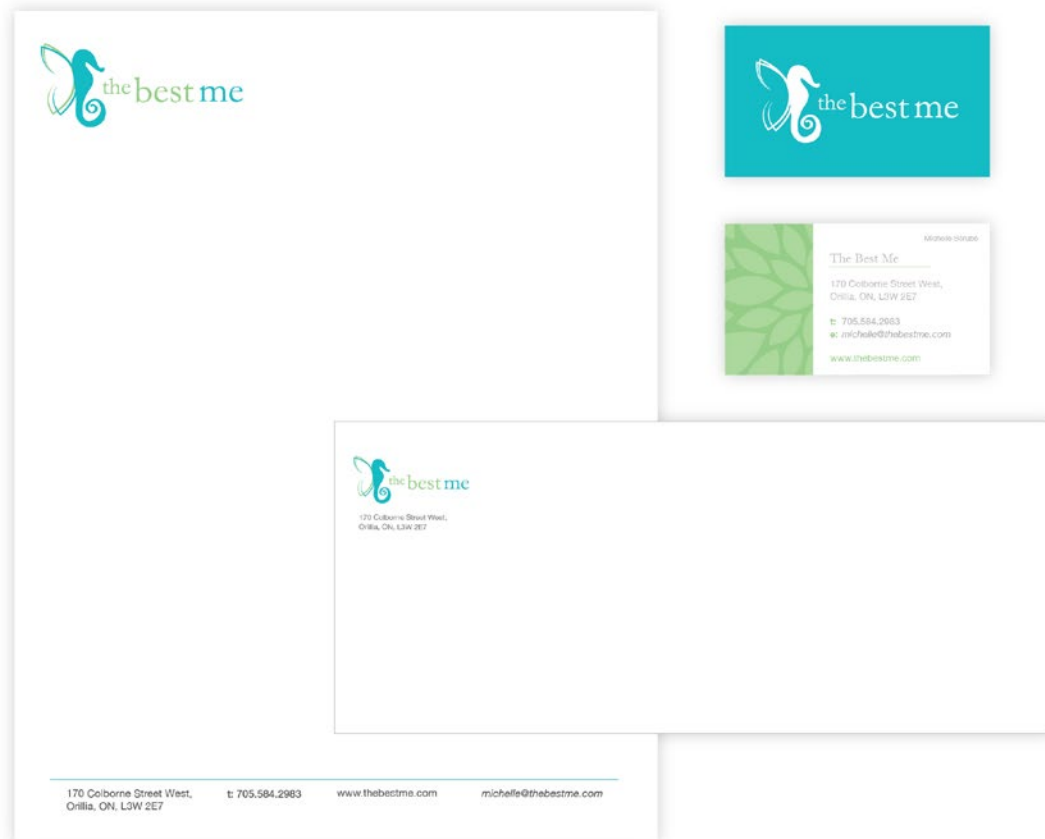 the best me
170 Colborne Street West,
Orillia, ON, L3W 2E7
t: 705.584.2983
www.thebestme.com
michelle@thebestme.com
the best me
Michelle
The Best Me
170 Colborne Street West,
Orillia, ON, L3W 2E7
t: 705.584.2983
e: michelle@thebestme.com
www.thebestme.com
the best me
170 Colborne Street West,
Orillia, ON, L3W 2E7